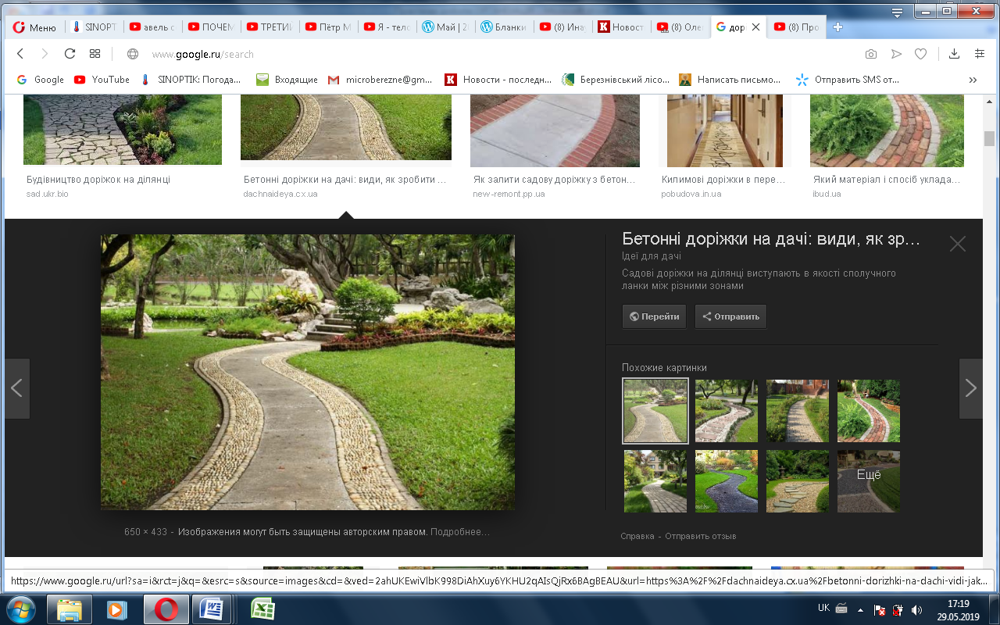 Меню
SINOPT
авель с
ПОЧЕМ
ТРЕТИЙ
Пётр М
Я - тело
Май | 2
Бланки
(8) Ина
Новост
(8) Оле
дор
(8) Про
www.google.ru/search
Google
YouTube
SINOPTIK: Погода...
Входящие
microberezne@gm...
Новости - последн...
Березнівський лісо...
Написать письмо...
Отправить SMS от...
Будівництво доріжок на ділянці
sad.ukr.bio
Бетонні доріжки на дачі: види, як зробити ...
dachnaideya.cx.ua
Як залити садову доріжку з бетон...
new-remont.pp.ua
Килимові доріжки в пере...
pobudova.in.ua
Який матеріал і спосіб уклада...
ibud.ua
Бетонні доріжки на дачі: види, як зр...
Ідеї для дачі
Садові доріжки на ділянці виступають в якості сполучного
ланки між різними зонами
Перейти
Отправить
Похожие картинки
Ещё
650 × 433 - Изображения могут быть защищены авторским правом. Подробнее...
Справка - Отправить отзыв
https://www.google.ru/url?sa=i&rct=j&q=&esrc=s&source=images&cd=&ved=2ahUKEwiVlbK998DiAhXuy6YKHU2qAIsQjRx6BAgBEAU&url=https%3A%2F%2Fdachnaideya.cx.ua%2Fbetonni-dorizhki-na-dachi-vidi-jak...
UK
17:19
29.05.2019